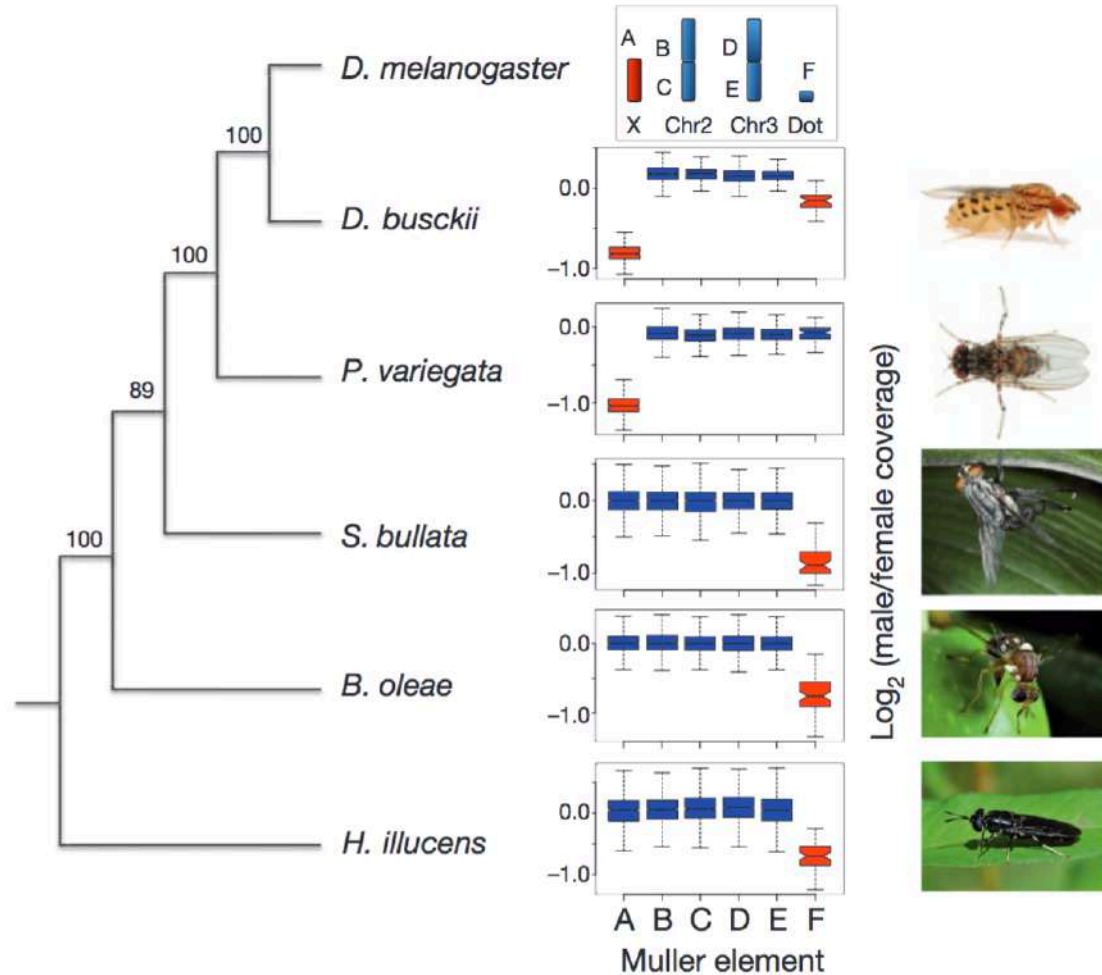 A
B
C
D
E
F
X
Chr2
Chr3
Dot
D. melanogaster
100
0.0
−1.0
D. busckii
100
0.0
−1.0
P. variegata
89
0.0
−1.0
S. bullata
100
0.0
−1.0
B. oleae
0.0
−1.0
H. illucens
Log₂ (male/female coverage)
A B C D E F
Muller element